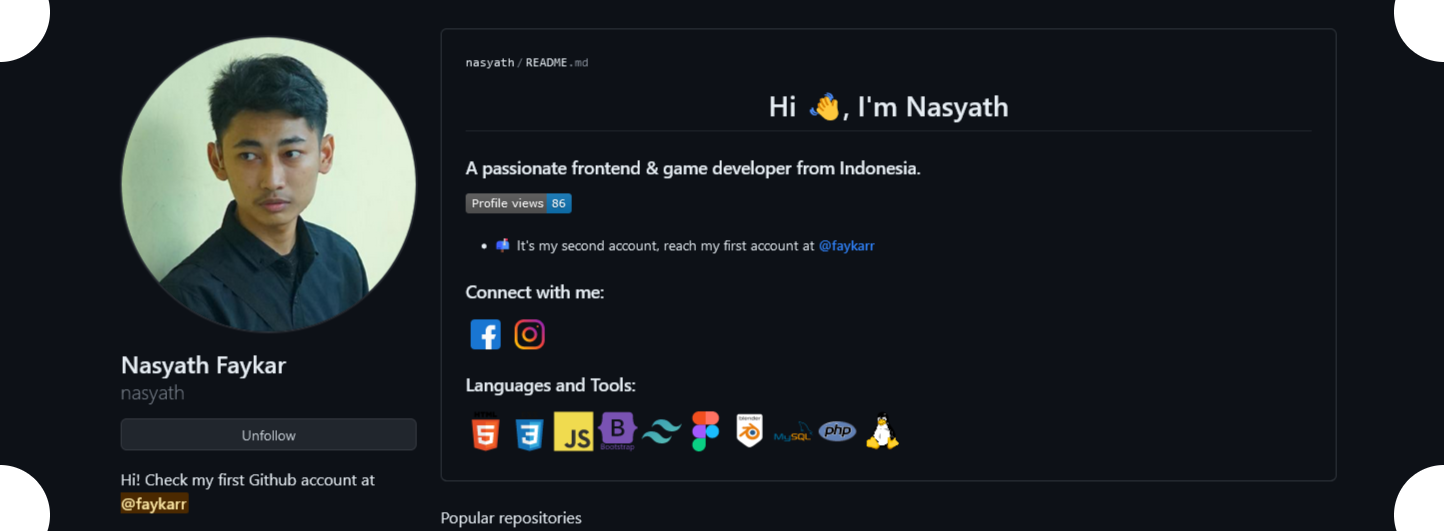 nasyath/README.md
Hi 👋, I'm Nasyath
A passionate frontend & game developer from Indonesia.
Profile views 86
• 📫 It's my second account, reach my first account at @faykarr
Connect with me:
Languages and Tools:
HTML 5 3 JS B Bootstrap blender MySQL php
Nasyath Faykar
nasyath
Unfollow
Hi! Check my first Github account at
@faykarr
Popular repositories